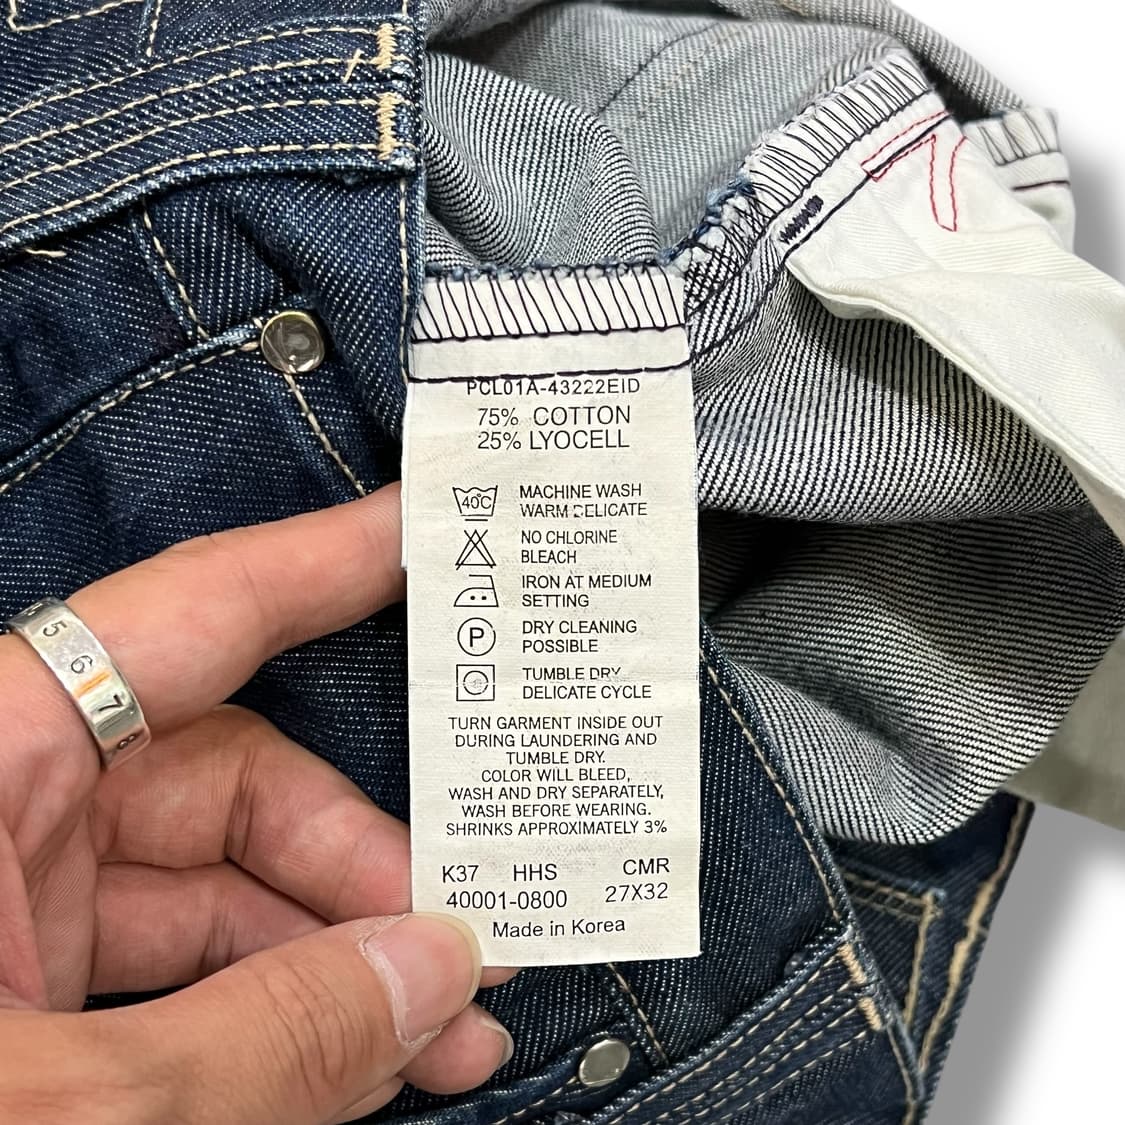 PCL01A-43222EID
75% COTTON
25% LYOCELL
40°C
MACHINE WASH
WARM DELICATE
NO CHLORINE
BLEACH
IRON AT MEDIUM
SETTING
P
DRY CLEANING
POSSIBLE
TUMBLE DRY
DELICATE CYCLE
TURN GARMENT INSIDE OUT
DURING LAUNDERING AND
TUMBLE DRY.
COLOR WILL BLEED,
WASH AND DRY SEPARATELY,
WASH BEFORE WEARING.
SHRINKS APPROXIMATELY 3%
K37 HHS CMR
40001-0800 27X32
Made in Korea
5 6 7 8